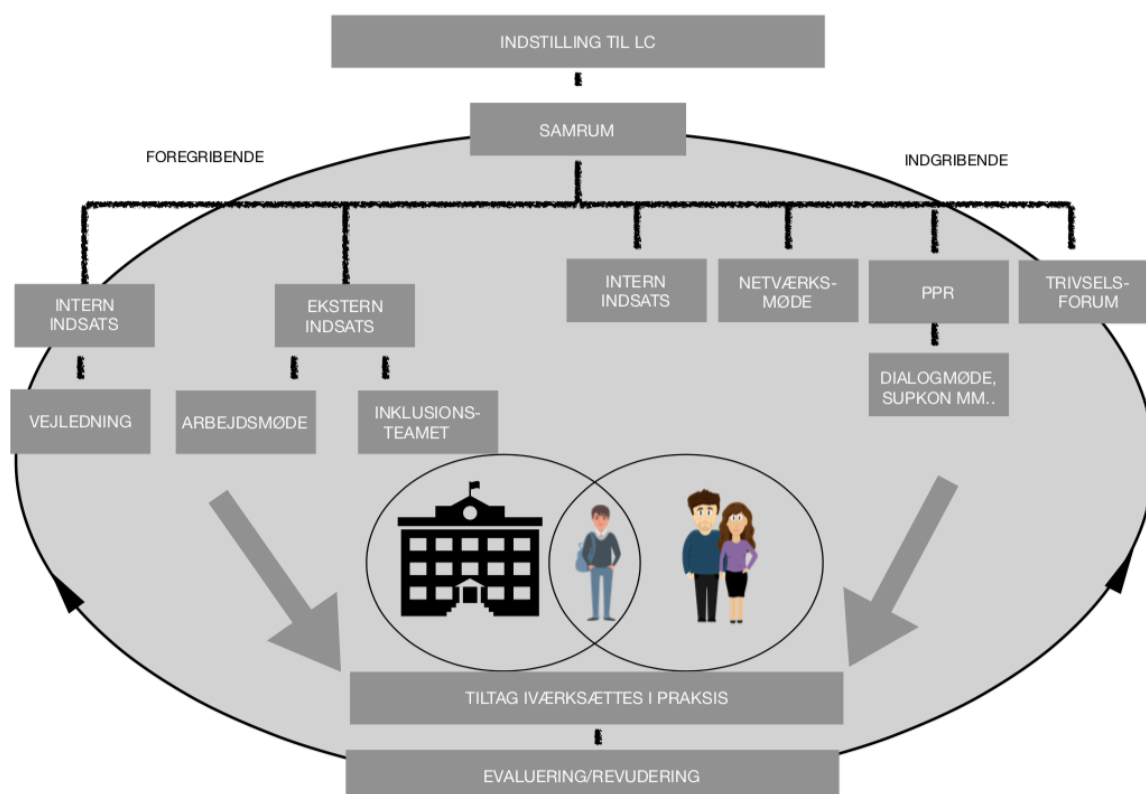 INDSTILLING TIL LC
SAMRUM
FOREGRIBENDE
INDGRIBENDE
INTERN
INDSATS
EKSTERN
INDSATS
INTERN
INDSATS
NETVÆRKS-
MØDE
PPR
TRIVSELS-
FORUM
VEJLEDNING
ARBEJDSMØDE
INKLUSIONS-
TEAMET
DIALOGMØDE,
SUPKON MM..
TILTAG IVÆRKSÆTTES I PRAKSIS
EVALUERING/REVUDERING